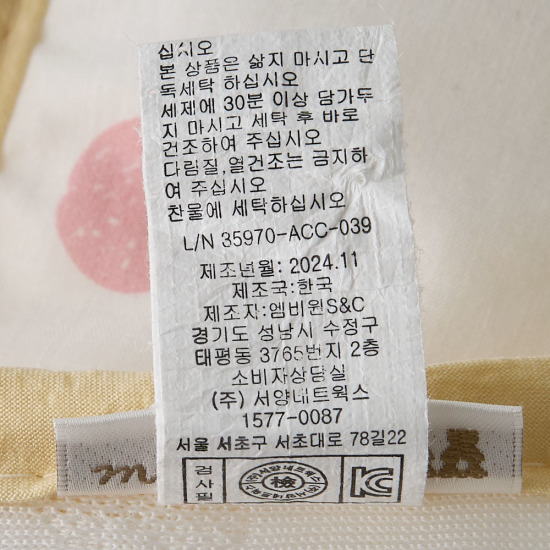 십시오
본 상품은 삶지 마시고 단
독세탁 하십시오
세제에 30분 이상 담가두
지 마시고 세탁 후 바로
건조하여 주십시오
다림질,열건조는 금지하
여 주십시오
찬물에 세탁하십시오
L/N 35970-ACC-039
제조년월: 2024.11
제조국:한국
제조자:엠비윈S&C
경기도 성남시 수정구
태평동 3765번지 2층
소비자상담실
(주) 서양네트웍스
1577-0087
서울 서초구 서초대로 78길22
검사필
檢
KC